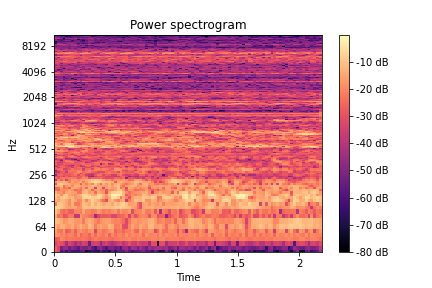 Power spectrogram
8192
4096
2048
1024
512
256
128
64
0
Hz
0
0.5
1
1.5
2
Time
-10 dB
-20 dB
-30 dB
-40 dB
-50 dB
-60 dB
-70 dB
-80 dB